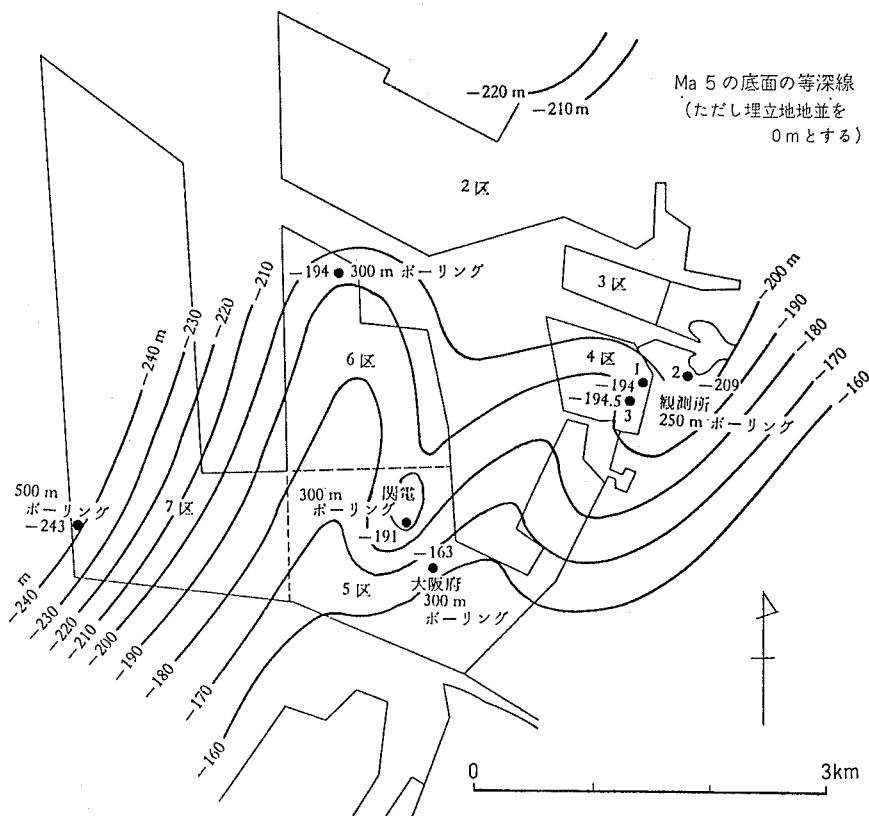 Ma 5 の底面の等深線
(ただし埋立地地並を
0mとする)
−220 m
−210 m
2 区
−194
300 m ボーリング
3 区
−200 m
−190
−180
−170
−160
−210
−220
−230
−240 m
6 区
4 区
1
−194
−194.5
3
2
−209
観測所
250 m ボーリング
500 m
ボーリング
−243
7 区
300 m
ボーリング
関電
−191
−163
大阪府
300 m
ボーリング
5 区
−240 m
−230
−220
−210
−200
−190
−180
−170
−160
0
3km